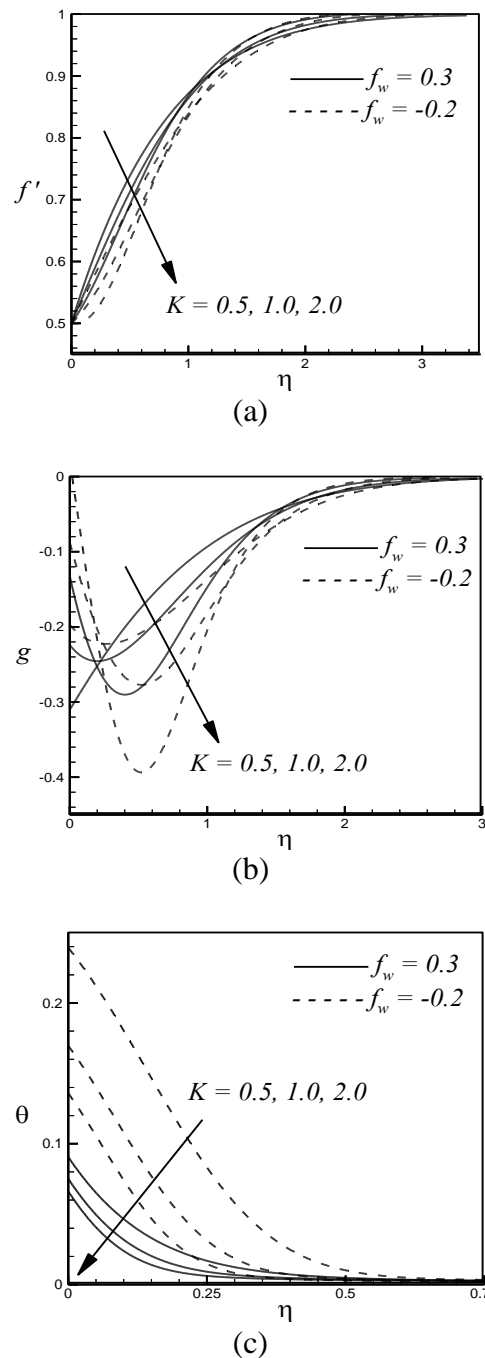 1
0.9
0.8
0.7
0.6
0.5
f'
f_w = 0.3
f_w = -0.2
K = 0.5, 1.0, 2.0
0 1 2 3
η
(a)
0
-0.1
-0.2
-0.3
-0.4
g
f_w = 0.3
f_w = -0.2
K = 0.5, 1.0, 2.0
0 1 2 3
η
(b)
0.2
0.1
0
θ
f_w = 0.3
f_w = -0.2
K = 0.5, 1.0, 2.0
0 0.25 0.5 0.7
η
(c)